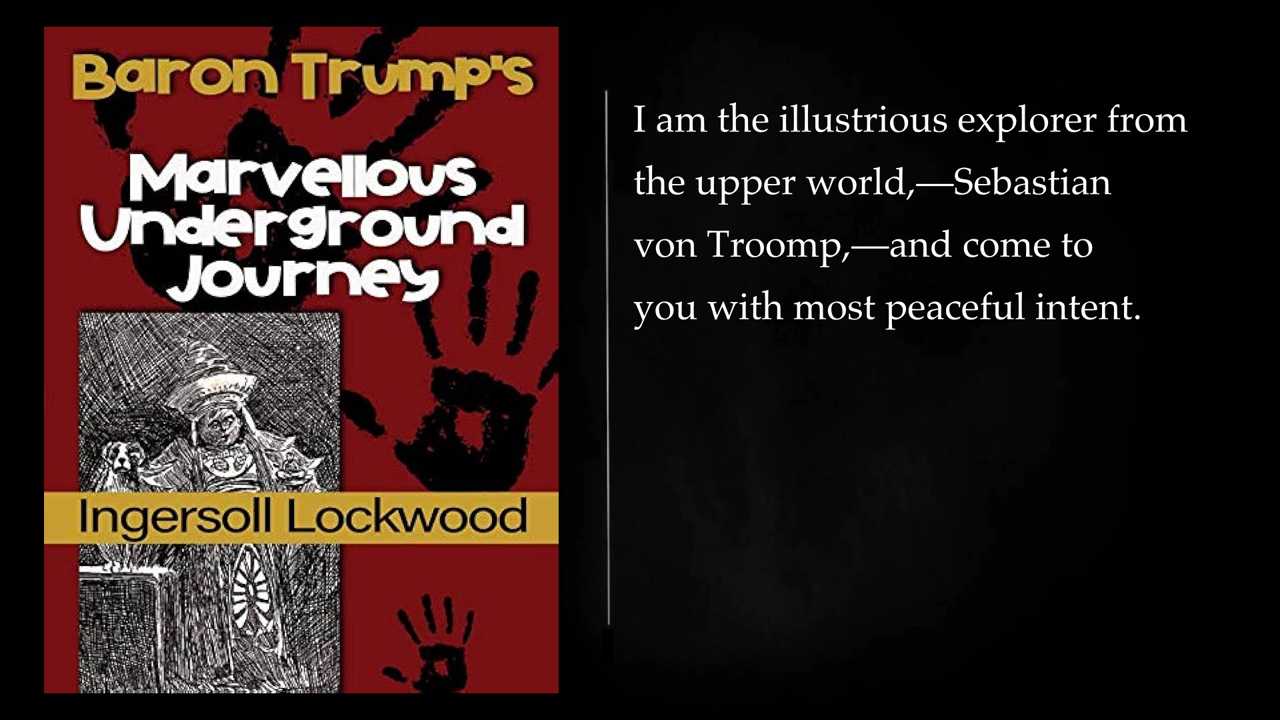 Baron Trump's
Marvellous
Underground
Journey
Ingersoll Lockwood
I am the illustrious explorer from
the upper world,—Sebastian
von Troomp,—and come to
you with most peaceful intent.